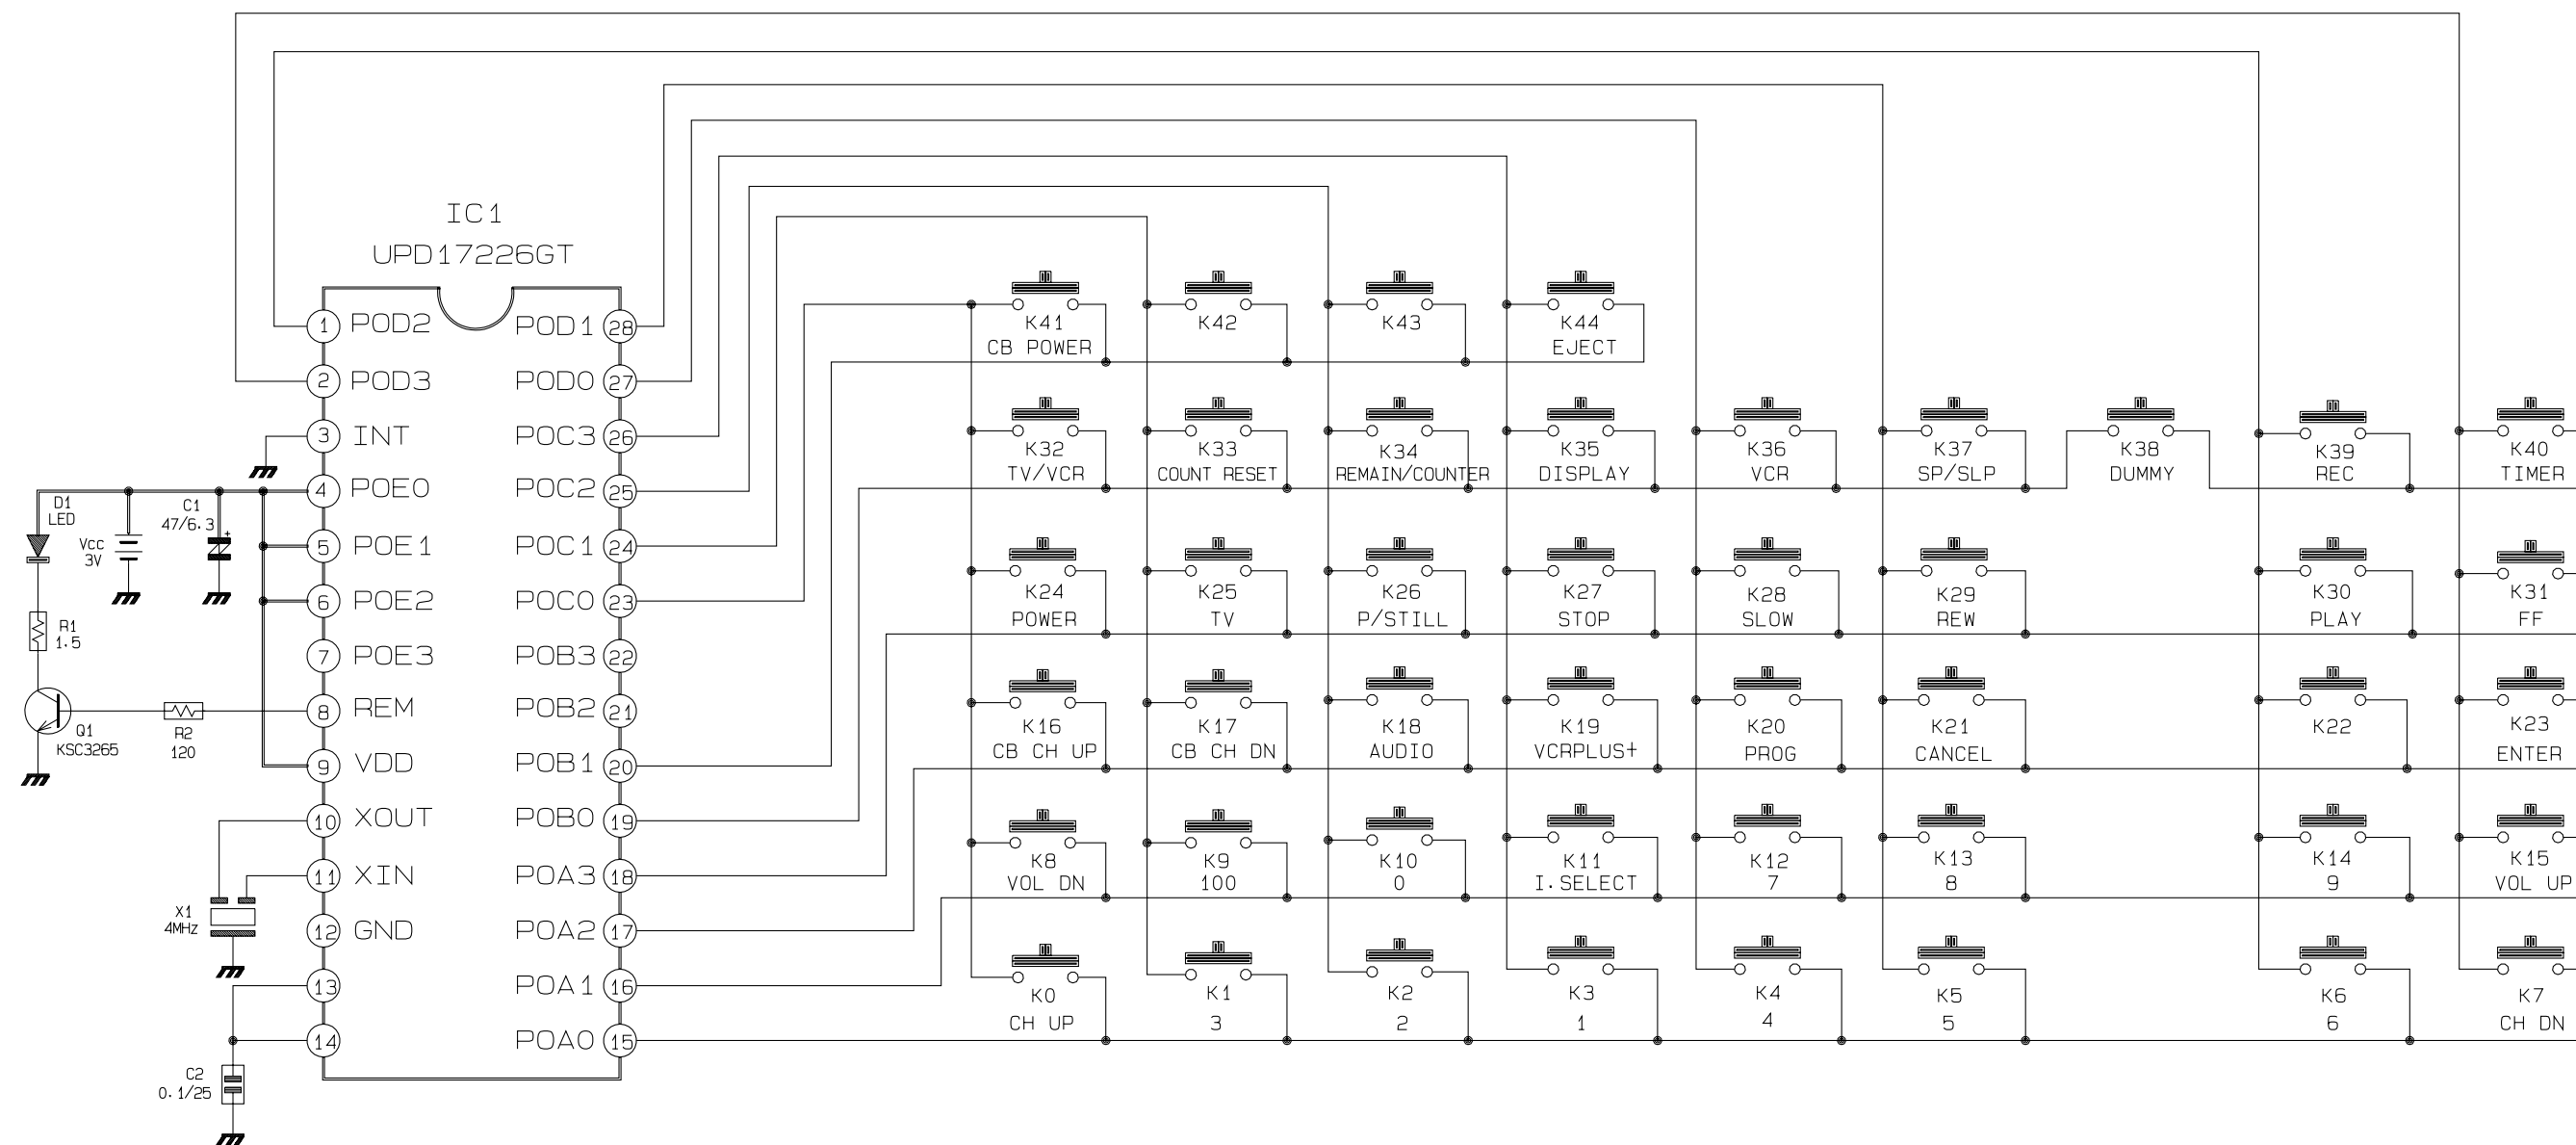 IC1
UPD17226GT
1 POD2 POD1 28
2 POD3 POD0 27
3 INT POC3 26
4 POE0 POC2 25
5 POE1 POC1 24
6 POE2 POC0 23
7 POE3 POB3 22
8 REM POB2 21
9 VDD POB1 20
10 XOUT POB0 19
11 XIN POA3 18
12 GND POA2 17
13 POA1 16
14 POA0 15
D1
LED
Vcc
3V
C1
47/6.3
+
R1
1.5
Q1
KSC3265
R2
120
X1
4MHz
C2
0.1/25
K41 K42 K43 K44
CB POWER EJECT
K32 K33 K34 K35 K36 K37 K38 K39 K40
TV/VCR COUNT RESET REMAIN/COUNTER DISPLAY VCR SP/SLP DUMMY REC TIMER
K24 K25 K26 K27 K28 K29 K30 K31
POWER TV P/STILL STOP SLOW REW PLAY FF
K16 K17 K18 K19 K20 K21 K22 K23
CB CH UP CB CH DN AUDIO VCRPLUS+ PROG CANCEL ENTER
K8 K9 K10 K11 K12 K13 K14 K15
VOL DN 100 0 I.SELECT 7 8 9 VOL UP
K0 K1 K2 K3 K4 K5 K6 K7
CH UP 3 2 1 4 5 6 CH DN